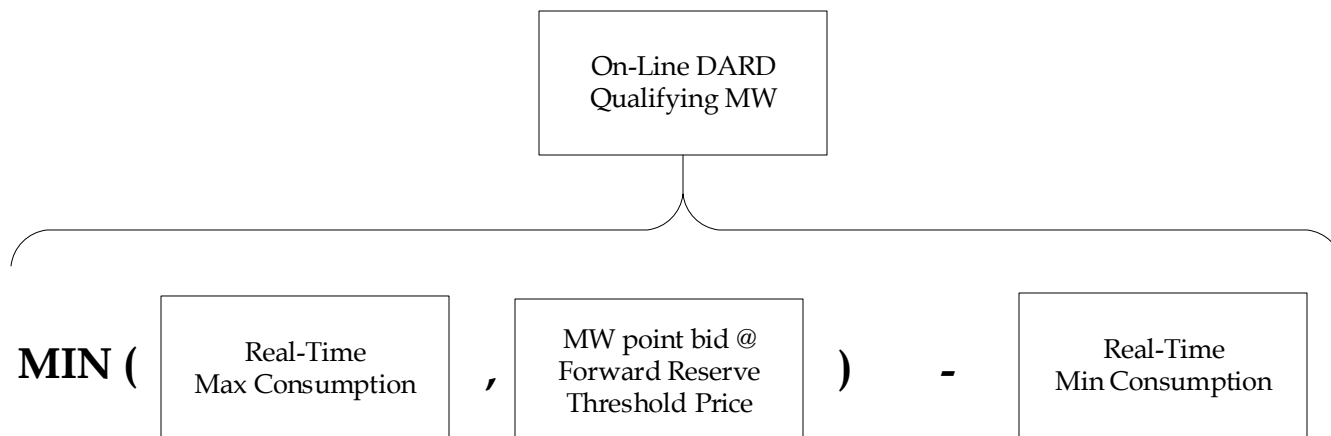 On-Line DARD
Qualifying MW
MIN ( Real-Time Max Consumption , MW point bid @ Forward Reserve Threshold Price ) - Real-Time Min Consumption